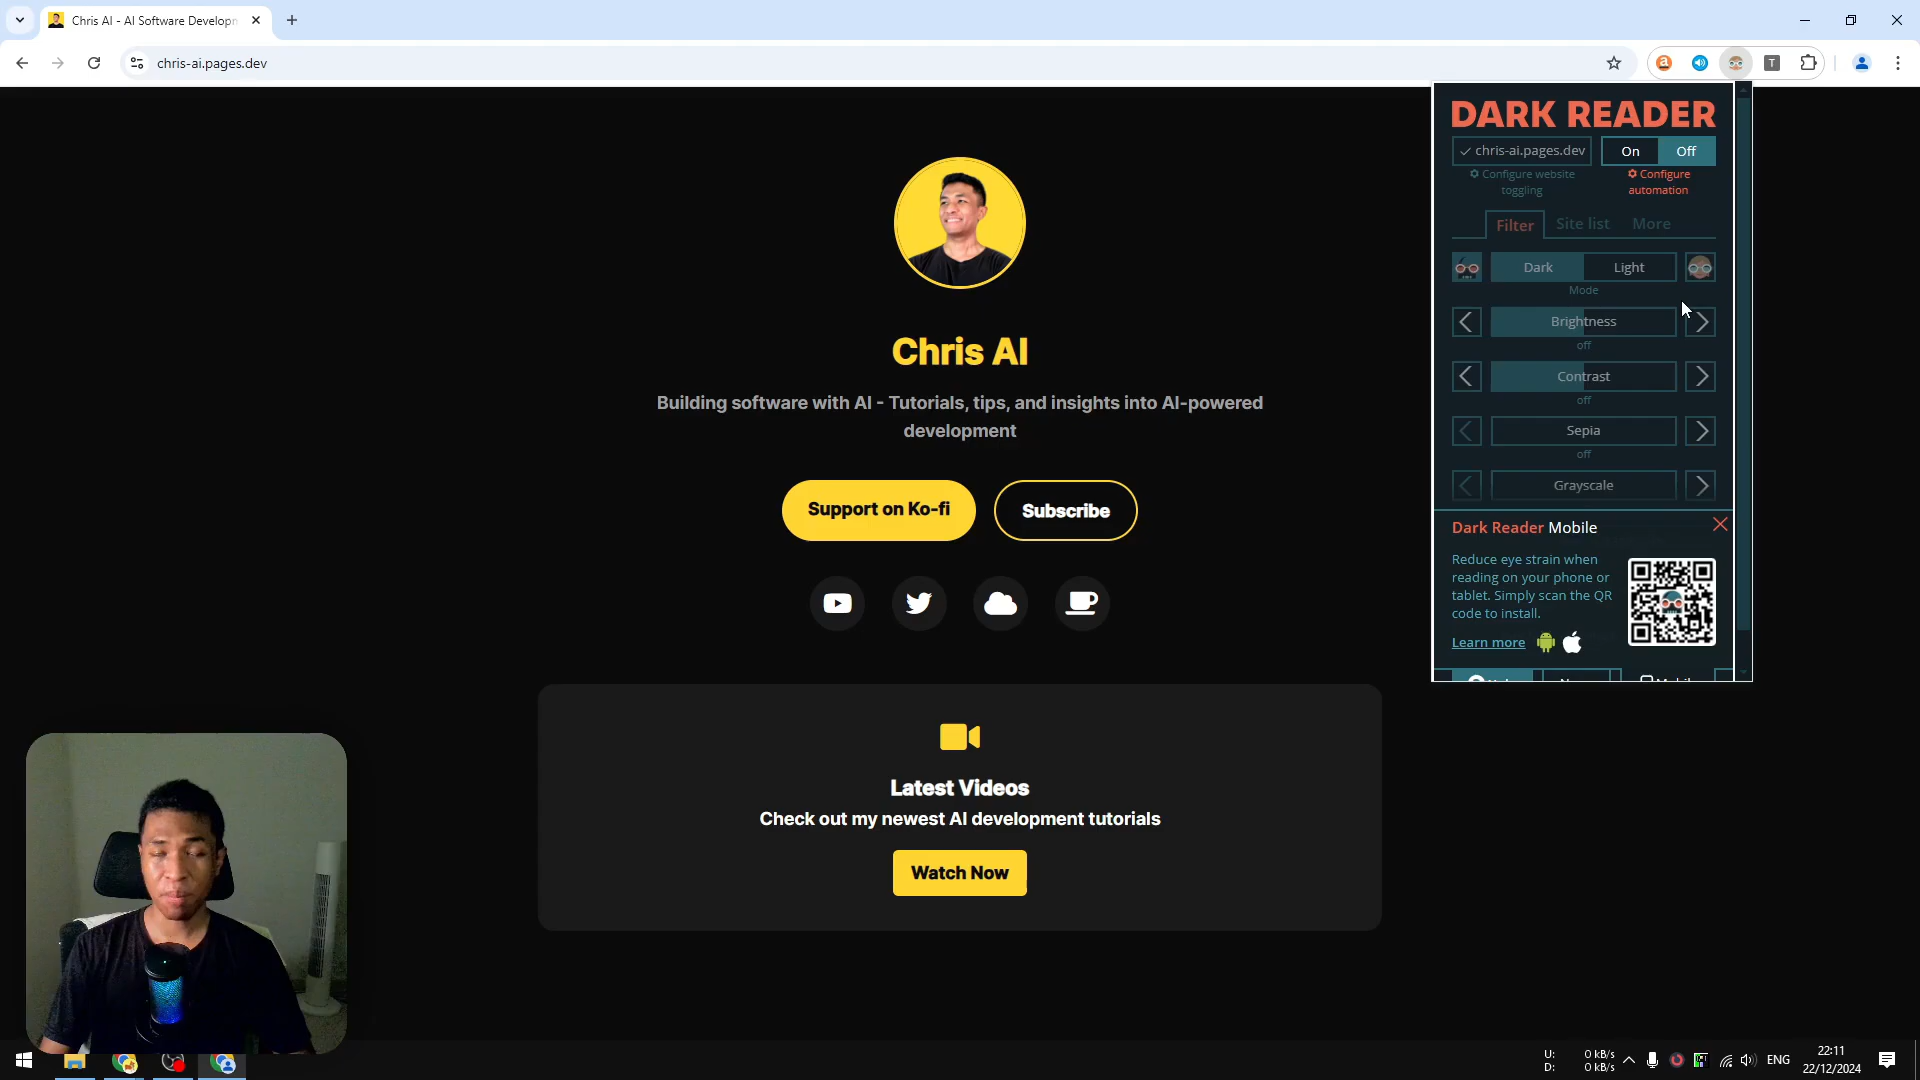 Chris AI - AI Software Developm
chris-ai.pages.dev
a
T
DARK READER
chris-ai.pages.dev
On
Off
Configure website
toggling
Configure
automation
Filter
Site list
More
Dark
Light
Mode
Brightness
off
Contrast
off
Sepia
off
Grayscale
Dark Reader Mobile
Reduce eye strain when
reading on your phone or
tablet. Simply scan the QR
code to install.
Learn more
Chris AI
Building software with AI - Tutorials, tips, and insights into AI-powered
development
Support on Ko-fi
Subscribe
Latest Videos
Check out my newest AI development tutorials
Watch Now
U: 0 kB/s
D: 0 kB/s
ENG
22:11
22/12/2024